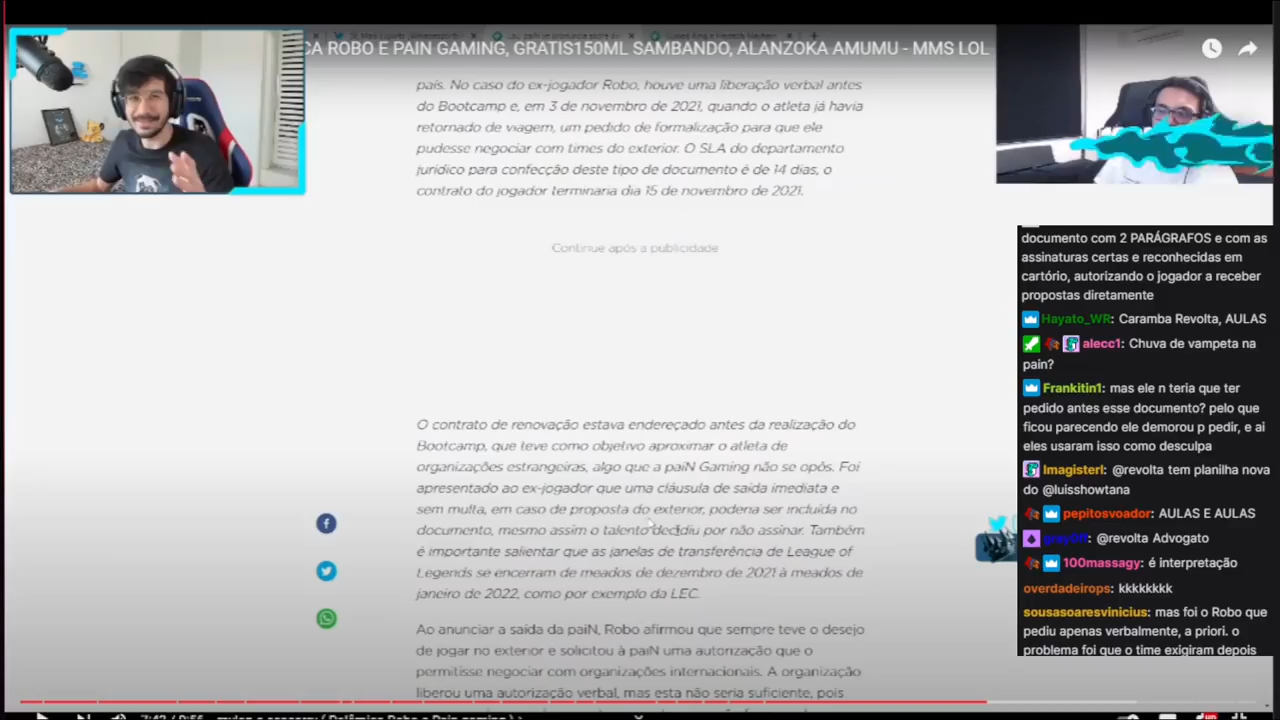 CA ROBO E PAIN GAMING, GRATIS150ML SAMBANDO, ALANZOKA AMUMU - MMS LOL
país. No caso do ex-jogador Robo, houve uma liberação verbal antes
do Bootcamp e, em 3 de novembro de 2021, quando o atleta já havia
retornado de viagem, um pedido de formalização para que ele
pudesse negociar com times do exterior. O SLA do departamento
jurídico para confecção deste tipo de documento é de 14 dias, o
contrato do jogador terminaria dia 15 de novembro de 2021.
Continue após a publicidade
O contrato de renovação estava endereçado antes da realização do
Bootcamp, que teve como objetivo aproximar o atleta de
organizações estrangeiras, algo que a paiN Gaming não se opôs. Foi
apresentado ao ex-jogador que uma cláusula de saída imediata e
sem multa, em caso de proposta do exterior, poderia ser incluída no
documento, mesmo assim o talento decidiu por não assinar. Também
é importante salientar que as janelas de transferência de League of
Legends se encerram de meados de dezembro de 2021 à meados de
janeiro de 2022, como por exemplo da LEC.
Ao anunciar a saída da paiN, Robo afirmou que sempre teve o desejo
de jogar no exterior e solicitou à paiN uma autorização que o
permitisse negociar com organizações internacionais. A organização
liberou uma autorização verbal, mas esta não seria suficiente, pois
documento com 2 PARÁGRAFOS e com as
assinaturas certas e reconhecidas em
cartório, autorizando o jogador a receber
propostas diretamente
Hayato_WR: Caramba Revolta, AULAS
alecc1: Chuva de vampeta na
pain?
Frankitin1: mas ele n teria que ter
pedido antes esse documento? pelo que
ficou parecendo ele demorou p pedir, e ai
eles usaram isso como desculpa
Imagisterl: @revolta tem planilha nova
do @luisshowtana
pepitosvoador: AULAS E AULAS
@revolta Advogato
100massagy: é interpretação
overdadeirops: kkkkkkkk
sousasoaresvinicius: mas foi o Robo que
pediu apenas verbalmente, a priori. o
problema foi que o time exigiram depois